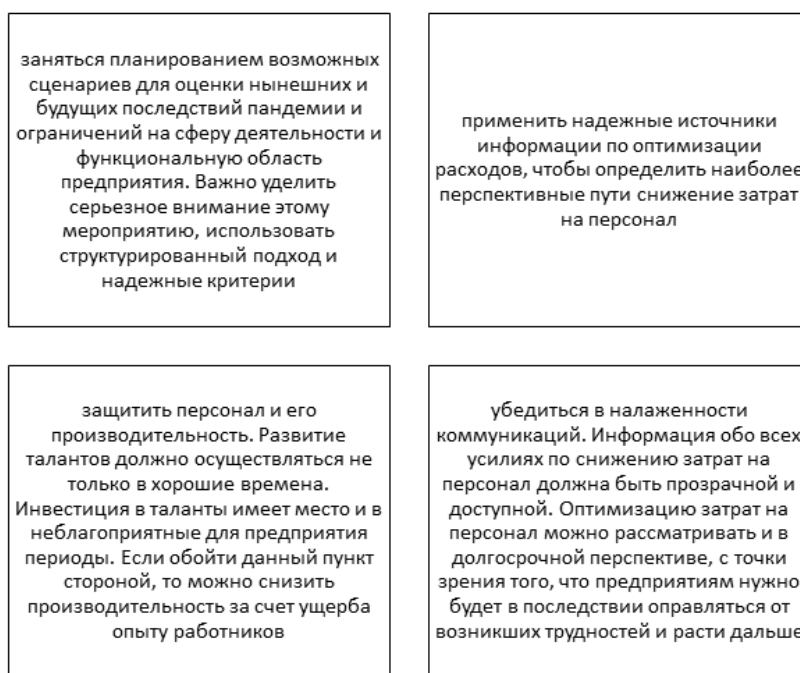 заняться планированием возможных
сценариев для оценки нынешних и
будущих последствий пандемии и
ограничений на сферу деятельности и
функциональную область
предприятия. Важно уделить
серьезное внимание этому
мероприятию, использовать
структурированный подход и
надежные критерии
применить надежные источники
информации по оптимизации
расходов, чтобы определить наиболее
перспективные пути снижение затрат
на персонал
защитить персонал и его
производительность. Развитие
талантов должно осуществляться не
только в хорошие времена.
Инвестиция в таланты имеет место и в
неблагоприятные для предприятия
периоды. Если обойти данный пункт
стороной, то можно снизить
производительность за счет ущерба
опыту работников
убедиться в налаженности
коммуникаций. Информация обо всех
усилиях по снижению затрат на
персонал должна быть прозрачной и
доступной. Оптимизацию затрат на
персонал можно рассматривать и в
долгосрочной перспективе, с точки
зрения того, что предприятиям нужно
будет в последствии оправляться от
возникших трудностей и расти дальше